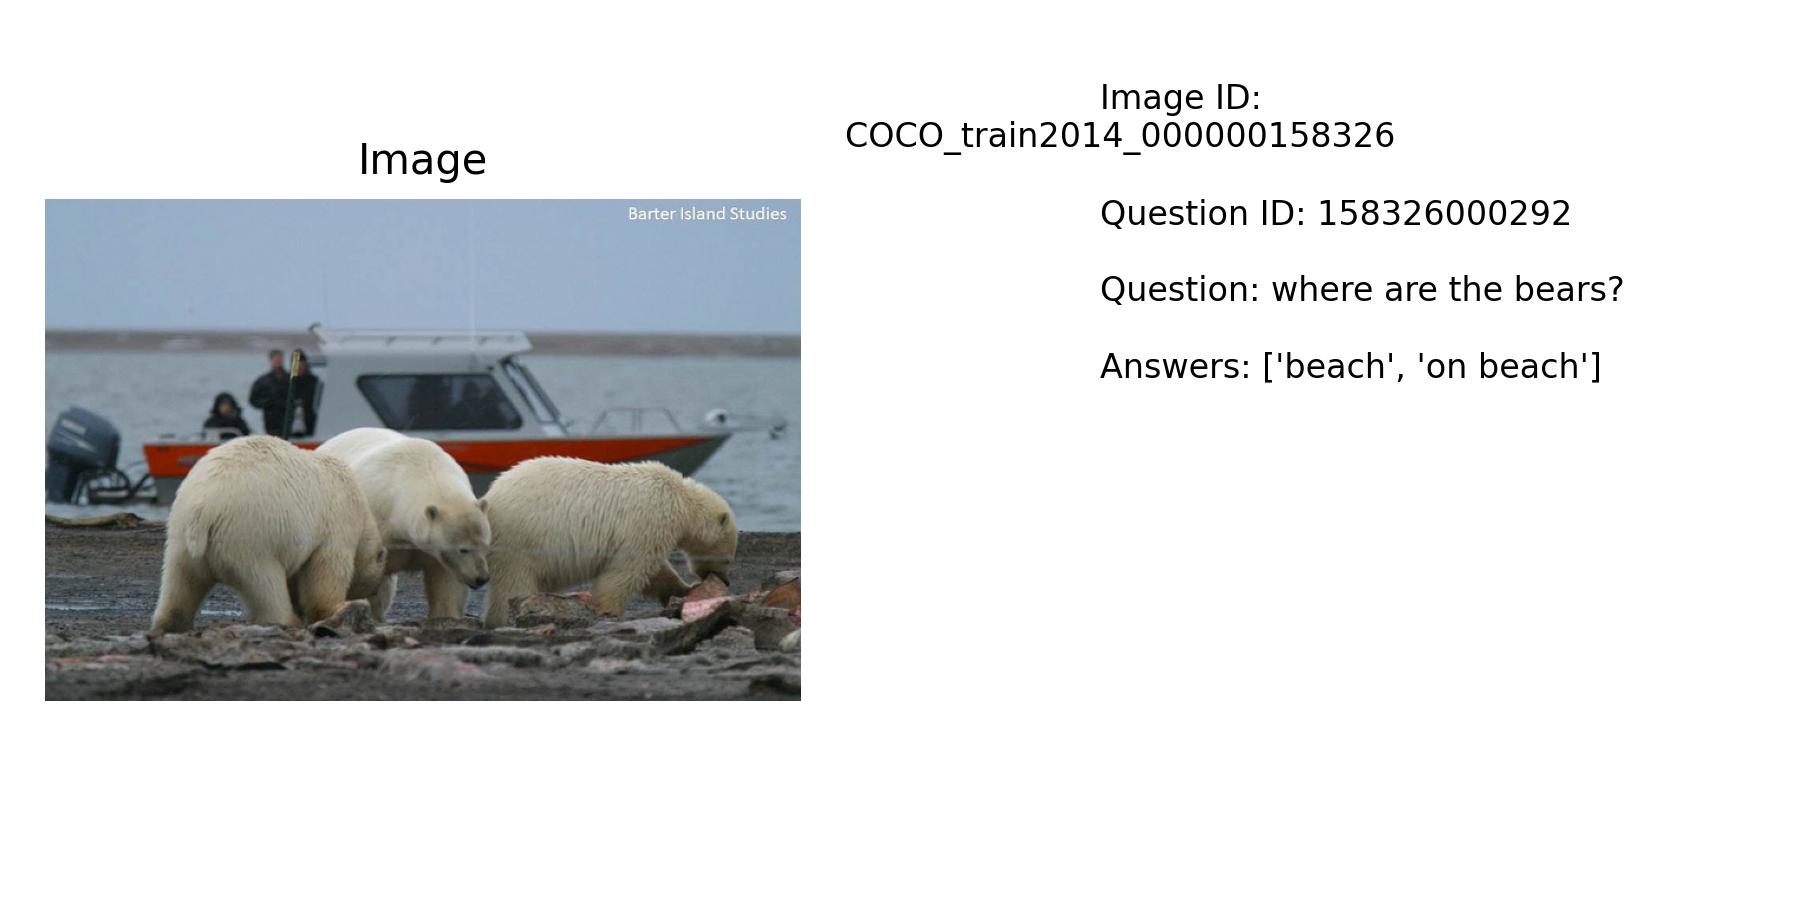 Image
Barter Island Studies
Image ID:
COCO_train2014_000000158326
Question ID: 158326000292
Question: where are the bears?
Answers: ['beach', 'on beach']